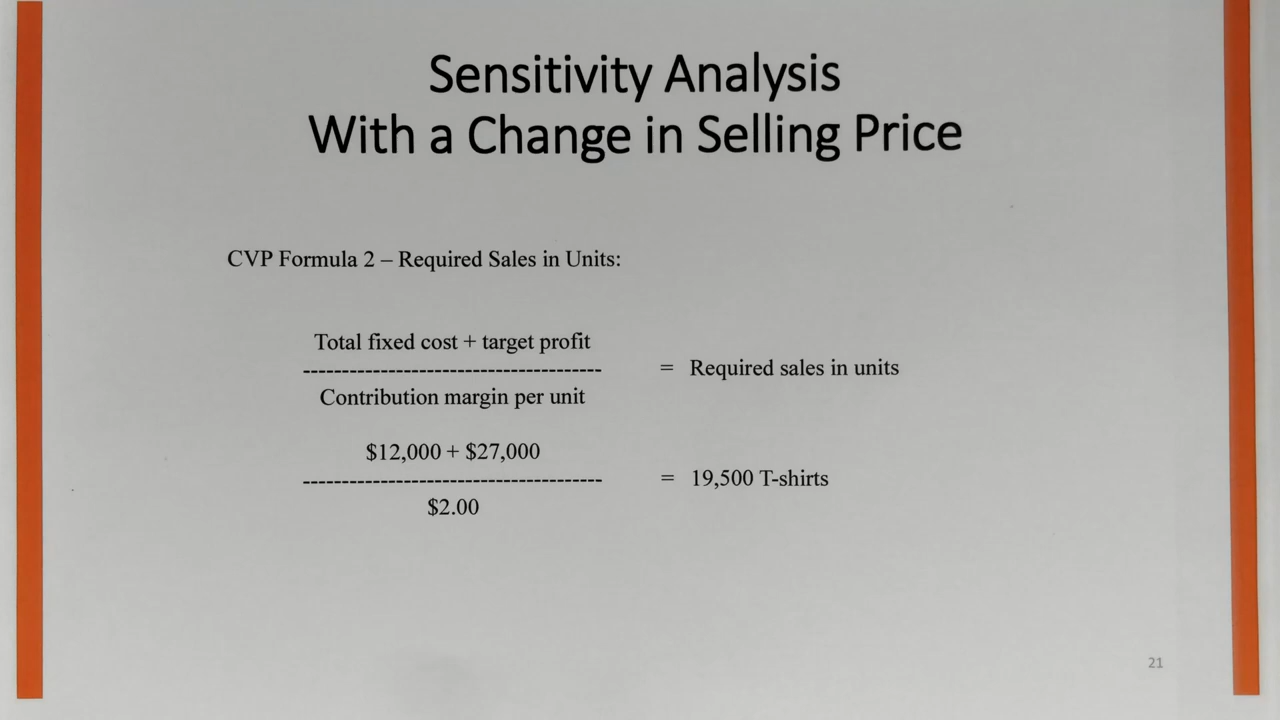 Sensitivity Analysis
With a Change in Selling Price
CVP Formula 2 – Required Sales in Units:
Total fixed cost + target profit
---------------------------------------
= Required sales in units
Contribution margin per unit
$12,000 + $27,000
---------------------------------------
= 19,500 T-shirts
$2.00
21